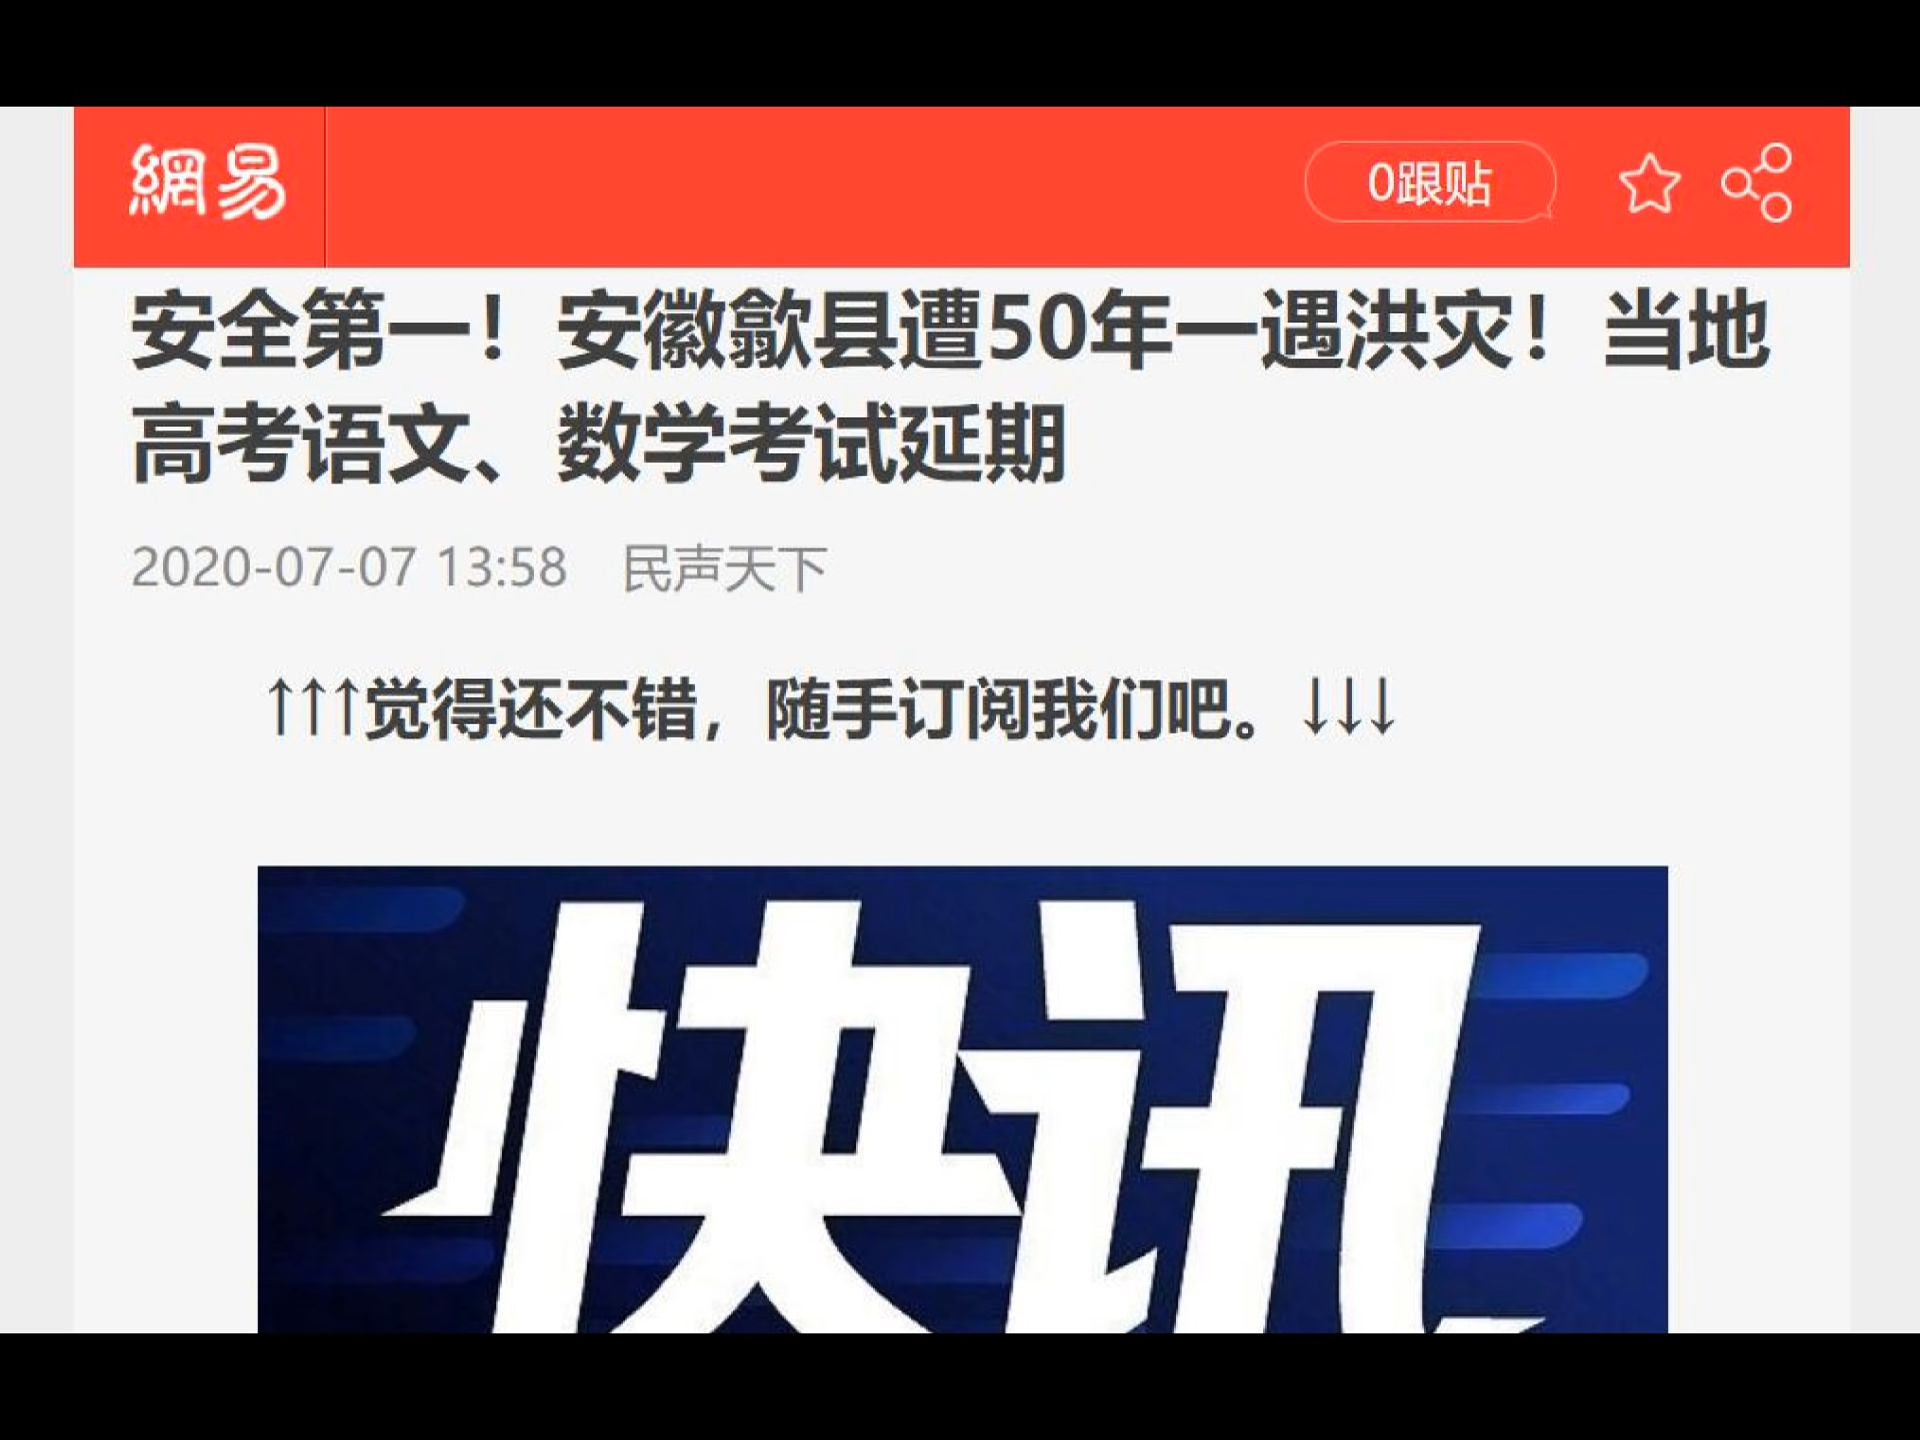 網易
0跟贴
安全第一！安徽歙县遭50年一遇洪灾！当地
高考语文、数学考试延期
2020-07-07 13:58 民声天下
↑↑↑觉得还不错，随手订阅我们吧。↓↓↓
快讯